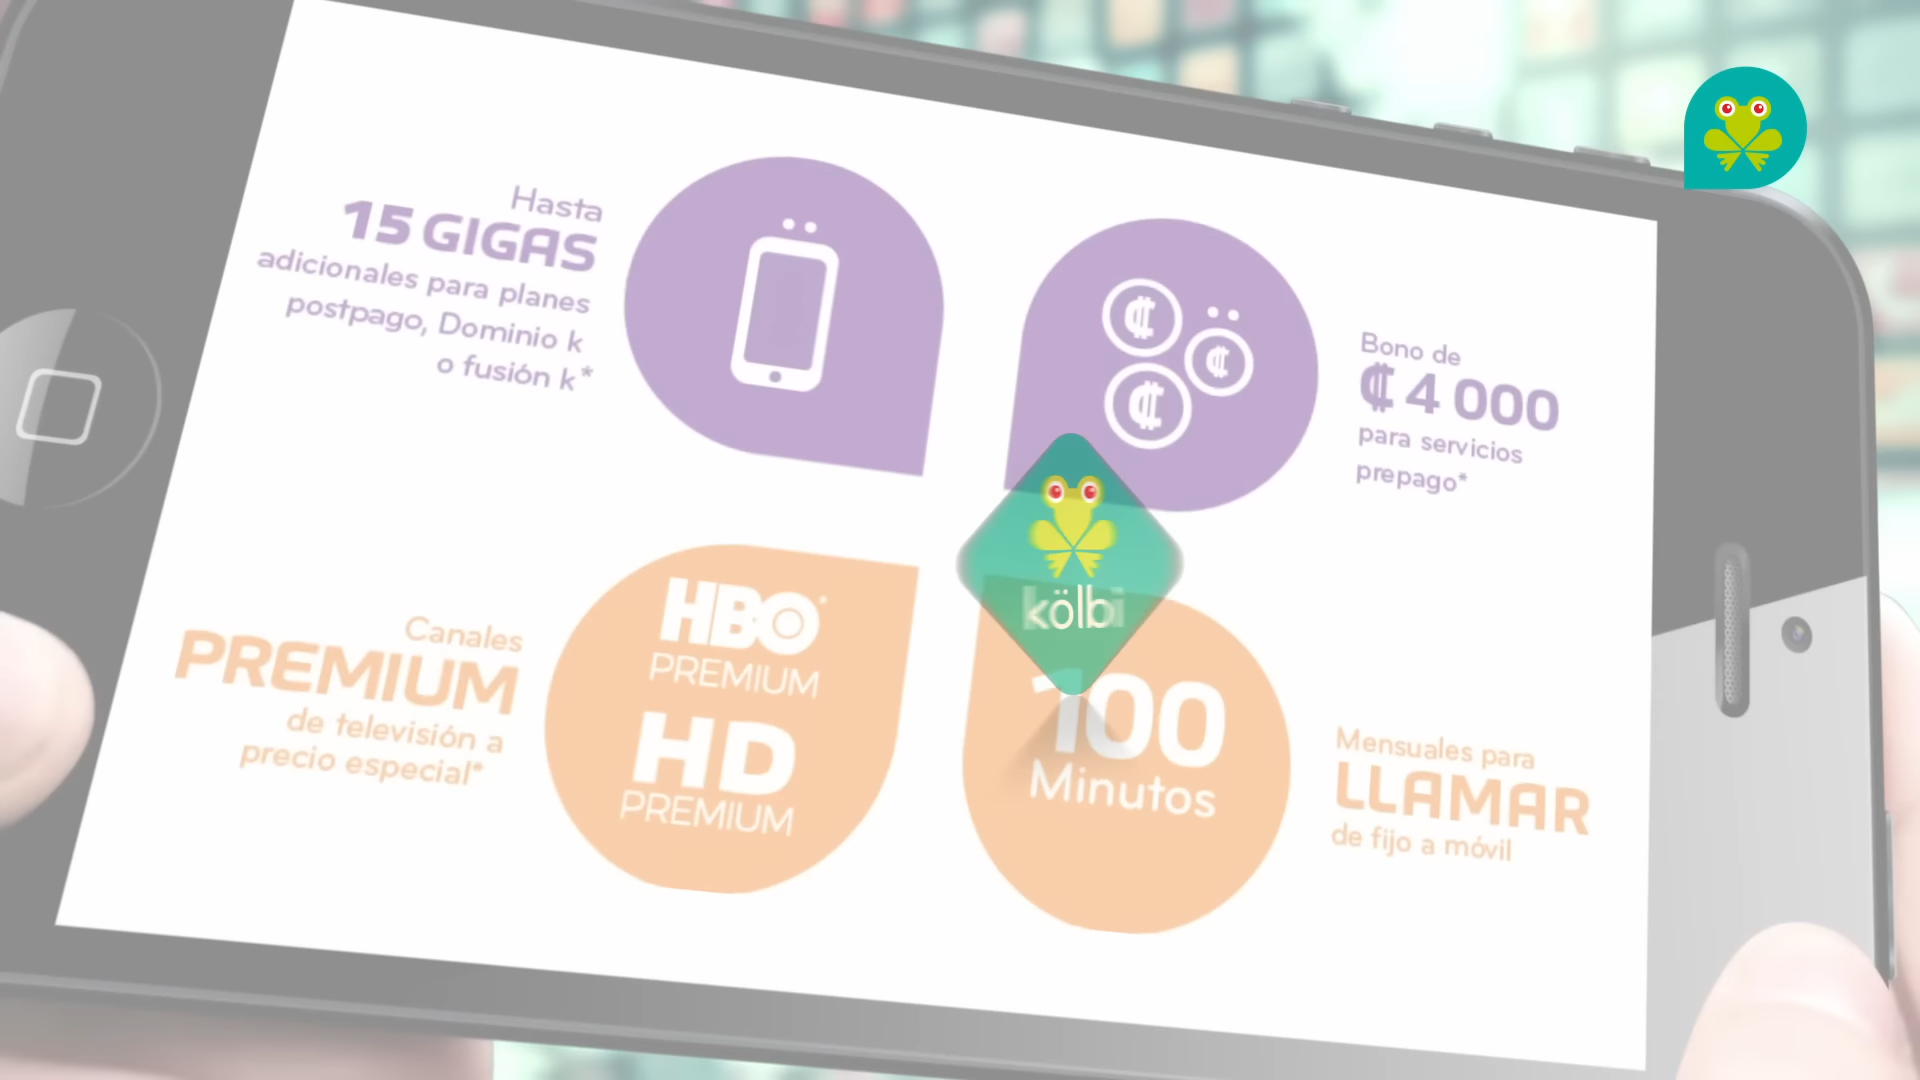 Hasta
15 GIGAS
adicionales para planes
postpago, Dominio k
o fusión k*
₡ ₡ ₡
Bono de
₡ 4 000
para servicios
prepago*
Canales
PREMIUM
de televisión a
precio especial*
HBO*
PREMIUM
HD
PREMIUM
kölbi
100
Minutos
Mensuales para
LLAMAR
de fijo a móvil